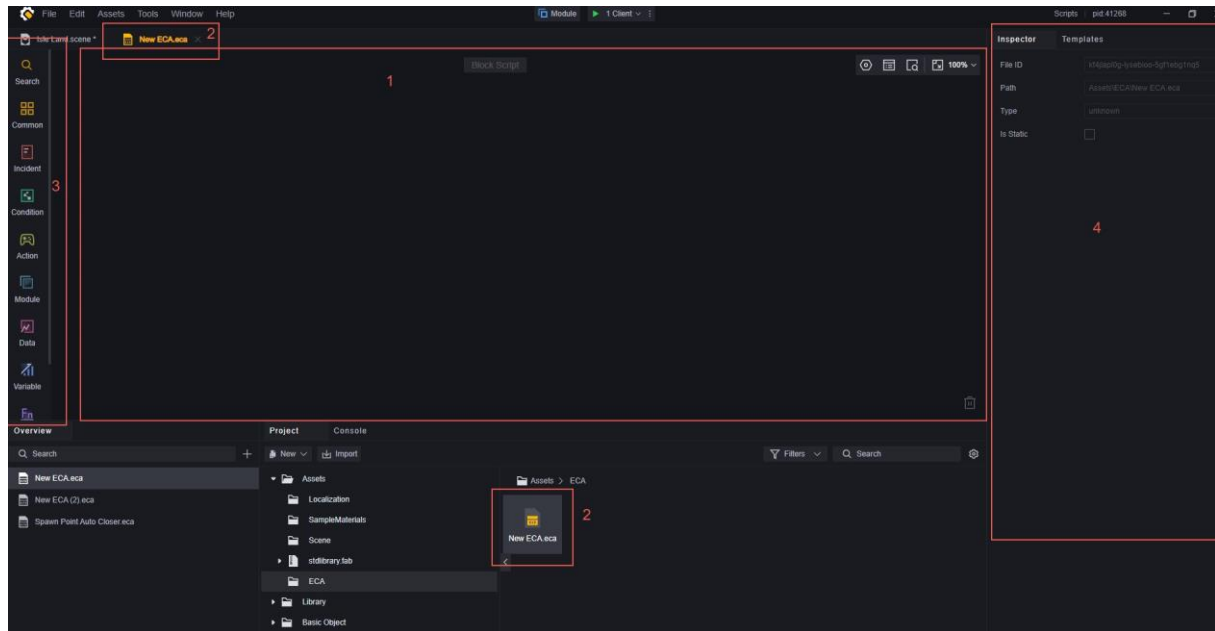 File Edit Assets Tools Window Help
Module 1 Client
Scripts pid:41268
Isle Land.scene *
New ECA.eca 2
Inspector Templates
Block Script
100%
1
Search
Common
Incident
3
Condition
Action
Module
Data
Variable
Fn
File ID
Path Assets\ECA\New ECA.eca
Type unknown
Is Static
4
Overview
Search
New ECA.eca
New ECA (2).eca
Spawn Point Auto Closer.eca
Project Console
New Import
Filters Search
Assets
Localization
SampleMaterials
Scene
stdlibrary.fab
ECA
Library
Basic Object
Assets > ECA
2
New ECA.eca